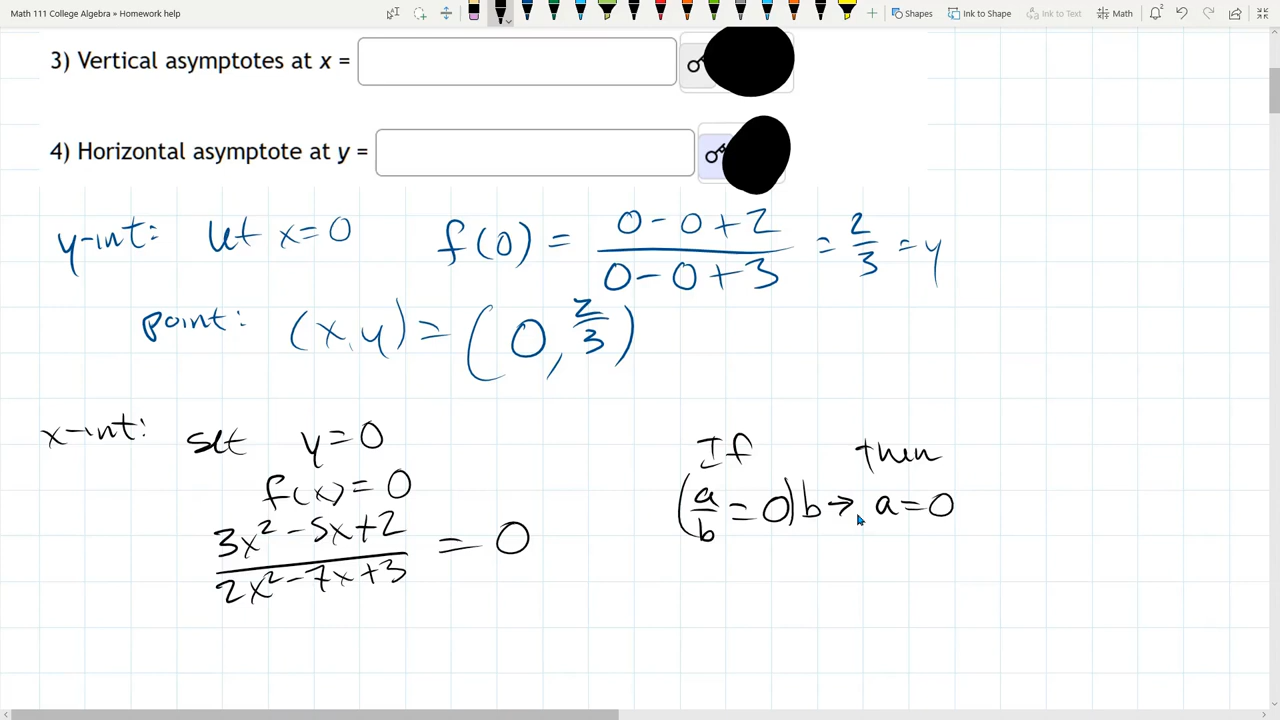 Math 111 College Algebra » Homework help
Shapes Ink to Shape Ink to Text Math
3) Vertical asymptotes at x =
4) Horizontal asymptote at y =
y-int: let x=0 f(0) = (0-0+2)/(0-0+3) = 2/3 = y
point: (x,y) = (0, 2/3)
x-int: set y=0
f(x)=0
(3x²-5x+2)/(2x²-7x+3) = 0
If then
(a/b = 0)b → a=0